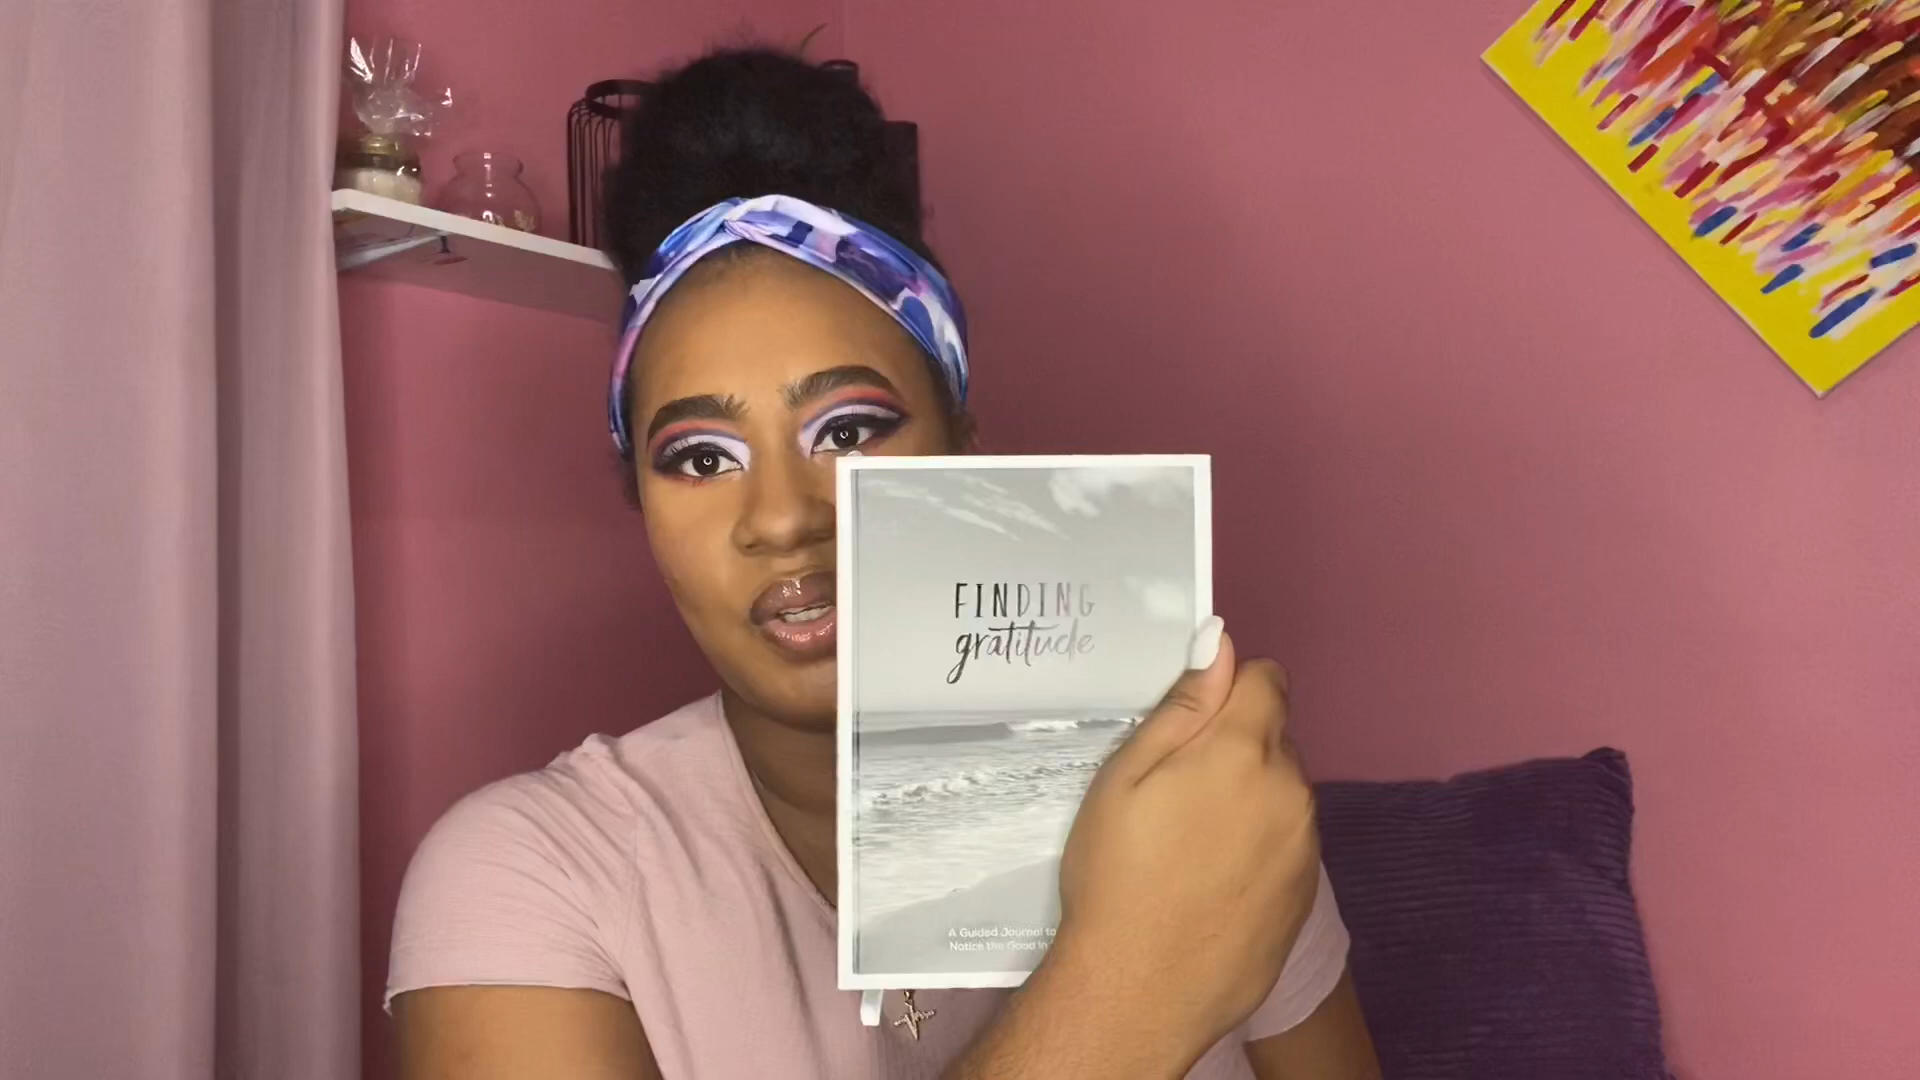 FINDING
gratitude
A Guided Journal to
Notice the Good in